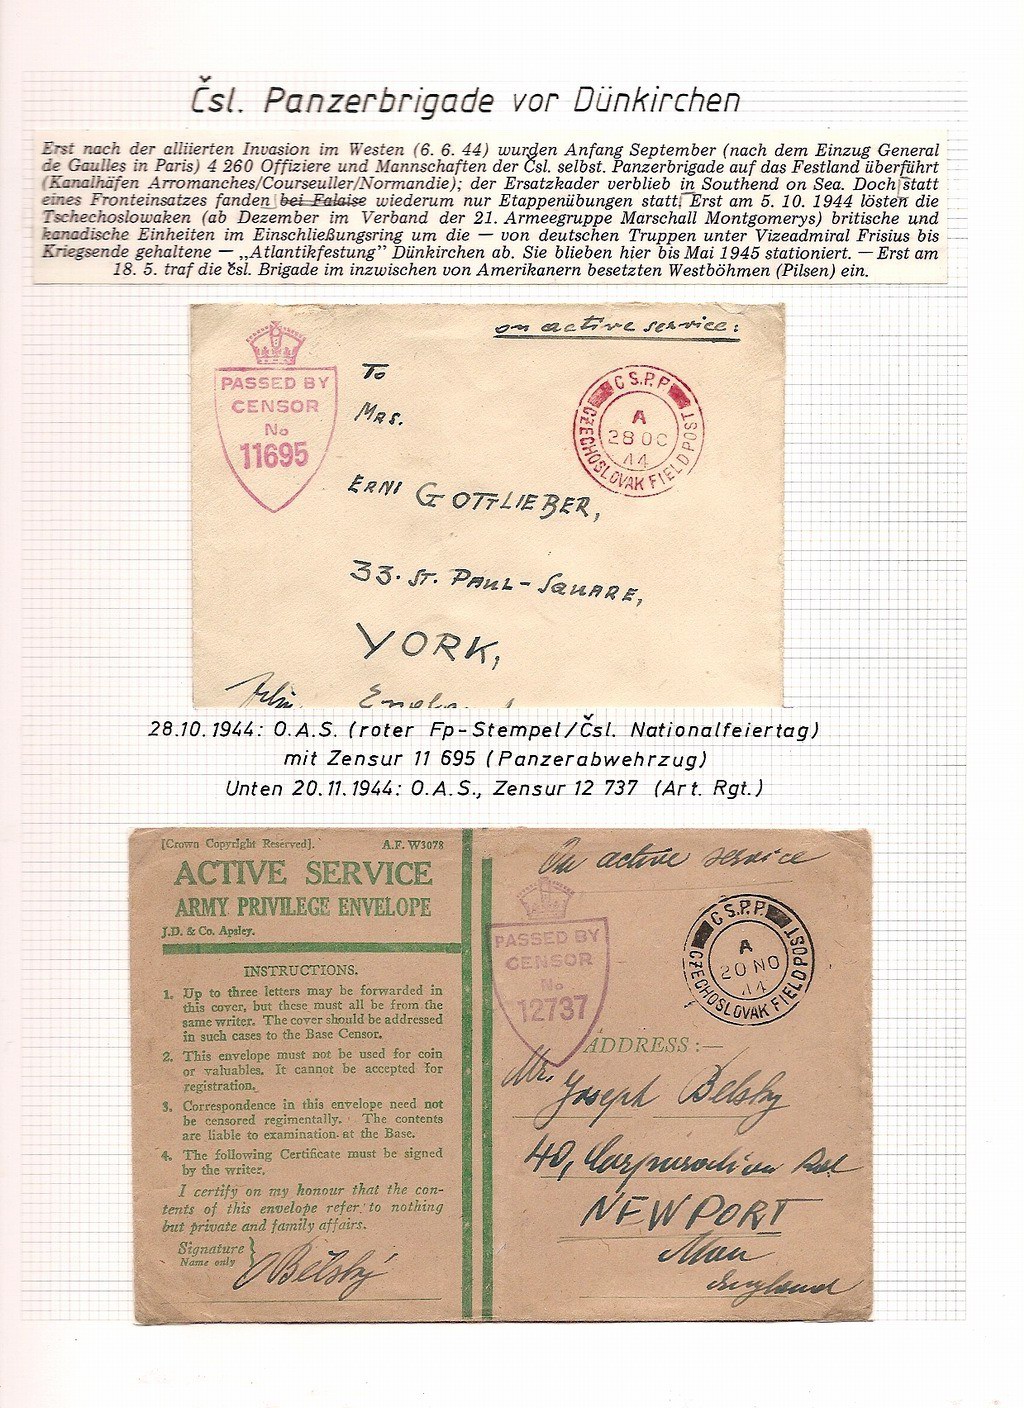 Čsl. Panzerbrigade vor Dünkirchen
Erst nach der alliierten Invasion im Westen (6. 6. 44) wurden Anfang September (nach dem Einzug General
de Gaulles in Paris) 4 260 Offiziere und Mannschaften der Čsl. selbst. Panzerbrigade auf das Festland überführt
(Kanalhäfen Arromanches/Courseuller/Normandie); der Ersatzkader verblieb in Southend on Sea. Doch statt
eines Fronteinsatzes fanden bei Falaise wiederum nur Etappenübungen statt. Erst am 5. 10. 1944 lösten die
Tschechoslowaken (ab Dezember im Verband der 21. Armeegruppe Marschall Montgomerys) britische und
kanadische Einheiten im Einschließungsring um die — von deutschen Truppen unter Vizeadmiral Frisius bis
Kriegsende gehaltene — „Atlantikfestung" Dünkirchen ab. Sie blieben hier bis Mai 1945 stationiert. — Erst am
18. 5. traf die čsl. Brigade im inzwischen von Amerikanern besetzten Westböhmen (Pilsen) ein.
on active service:
PASSED BY
CENSOR
No
11695
To
Mrs.
C S.P.P.
A
28 OC
44
CZECHOSLOVAK FIELD POST
ERNI GOTTLIEBER,
33. ST. PAUL-SQUARE,
YORK,
28.10.1944: O.A.S. (roter Fp-Stempel/Čsl. Nationalfeiertag)
mit Zensur 11 695 (Panzerabwehrzug)
Unten 20.11.1944: O.A.S., Zensur 12 737 (Art. Rgt.)
[Crown Copyright Reserved]. A.F. W3078
ACTIVE SERVICE
ARMY PRIVILEGE ENVELOPE
J.D. & Co. Apsley.
INSTRUCTIONS.
1. Up to three letters may be forwarded in
this cover, but these must all be from the
same writer. The cover should be addressed
in such cases to the Base Censor.
2. This envelope must not be used for coin
or valuables. It cannot be accepted for
registration.
3. Correspondence in this envelope need not
be censored regimentally. The contents
are liable to examination at the Base.
4. The following Certificate must be signed
by the writer.
I certify on my honour that the con-
tents of this envelope refer to nothing
but private and family affairs.
Signature
Name only
Bělský
On active service
PASSED BY
CENSOR
No
12737
C S.P.P.
A
20 NO
44
CZECHOSLOVAK FIELD POST
ADDRESS :—
Mr. Joseph Bělsky
40, Corporation Rd.
NEWPORT
Mon
England